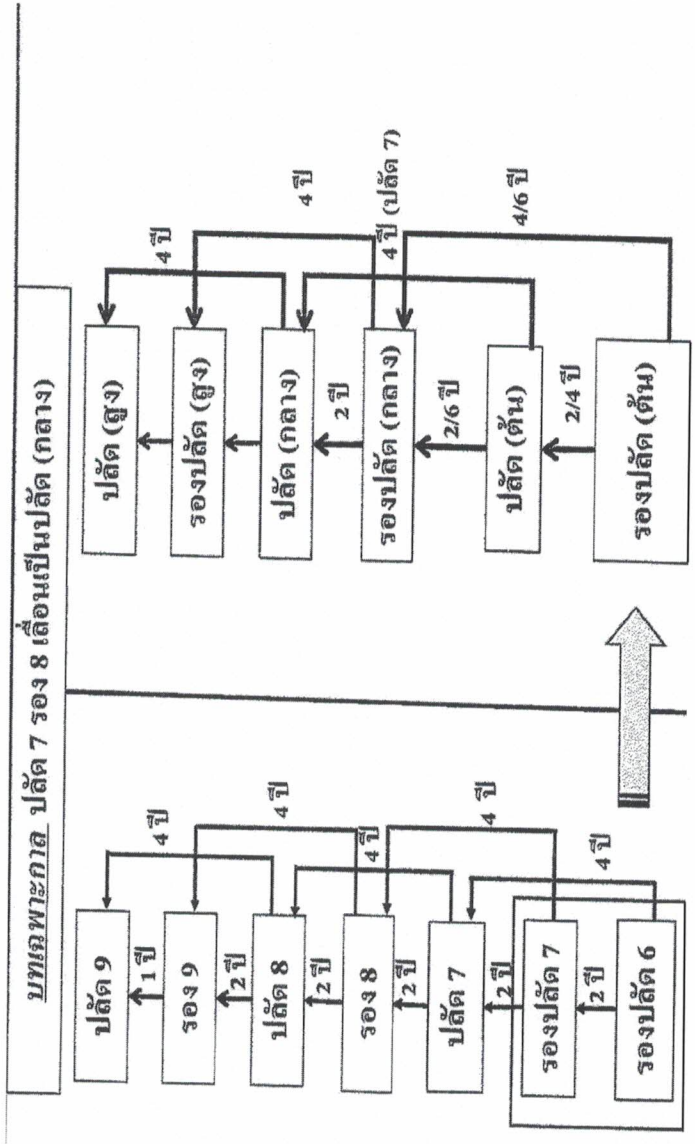 บทเฉพาะกาล ปลัด 7 รอง 8 เลื่อนเป็นปลัด (กลาง)
ปลัด 9
4 ปี
1 ปี
รอง 9
4 ปี
2 ปี
ปลัด 8
4 ปี
2 ปี
รอง 8
4 ปี
2 ปี
ปลัด 7
4 ปี
2 ปี
รองปลัด 7
2 ปี
รองปลัด 6
ปลัด (สูง)
4 ปี
รองปลัด (สูง)
4 ปี
ปลัด (กลาง)
4 ปี (ปลัด 7)
2 ปี
รองปลัด (กลาง)
4/6 ปี
2/6 ปี
ปลัด (ต้น)
2/4 ปี
รองปลัด (ต้น)